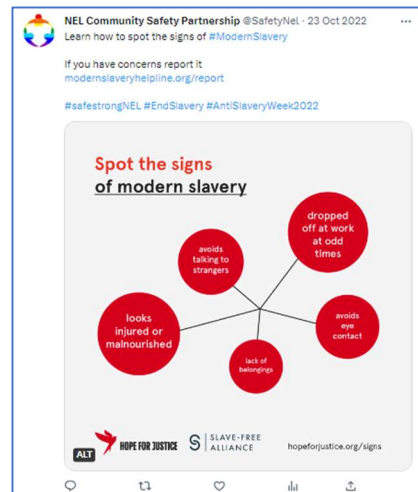 NEL Community Safety Partnership @SafetyNel · 23 Oct 2022 ...
Learn how to spot the signs of #ModernSlavery
If you have concerns report it
modernslaveryhelpline.org/report
#safestrongNEL #EndSlavery #AntiSlaveryWeek2022
Spot the signs
of modern slavery
dropped
off at work
at odd
times
avoids
talking to
strangers
looks
injured or
malnourished
avoids
eye
contact
lack of
belongings
ALT
HOPE FOR JUSTICE
S
SLAVE-FREE
ALLIANCE
hopeforjustice.org/signs